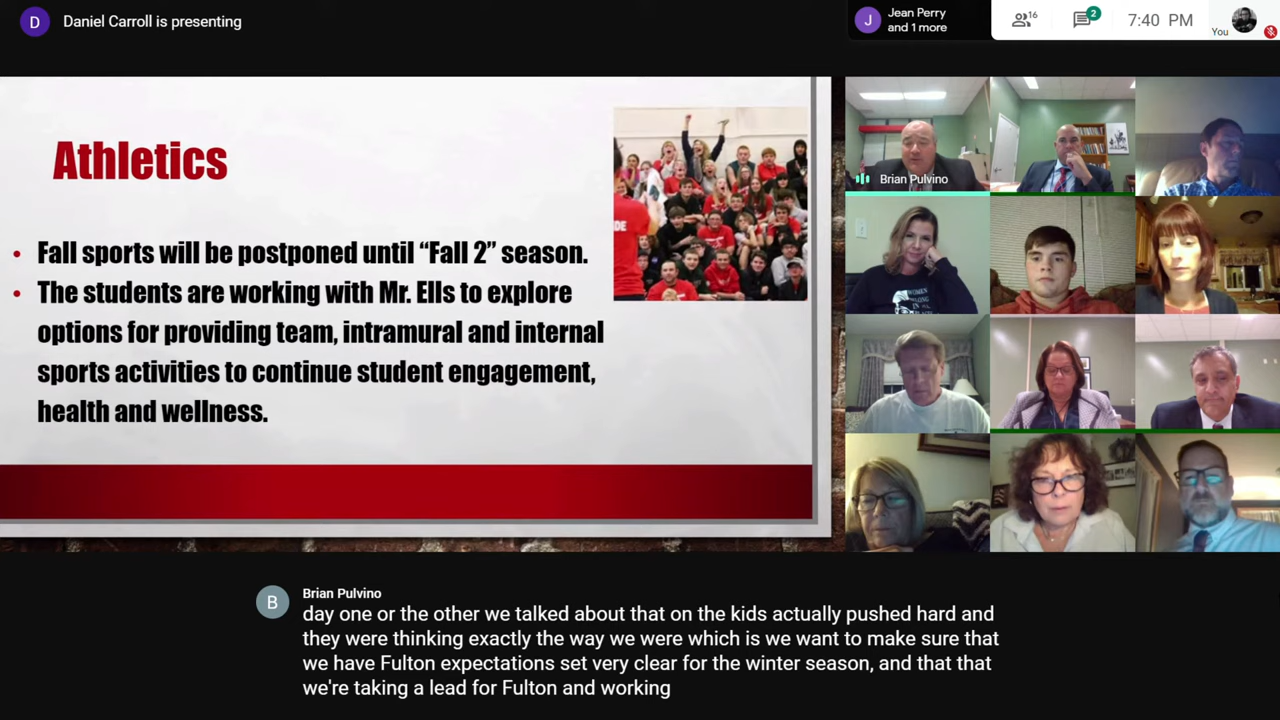 D Daniel Carroll is presenting
J Jean Perry
and 1 more
16
2
7:40 PM
You
Athletics
• Fall sports will be postponed until “Fall 2” season.
• The students are working with Mr. Ells to explore
options for providing team, intramural and internal
sports activities to continue student engagement,
health and wellness.
Brian Pulvino
WOMEN
BELONG
IN ALL
B Brian Pulvino
day one or the other we talked about that on the kids actually pushed hard and
they were thinking exactly the way we were which is we want to make sure that
we have Fulton expectations set very clear for the winter season, and that that
we're taking a lead for Fulton and working